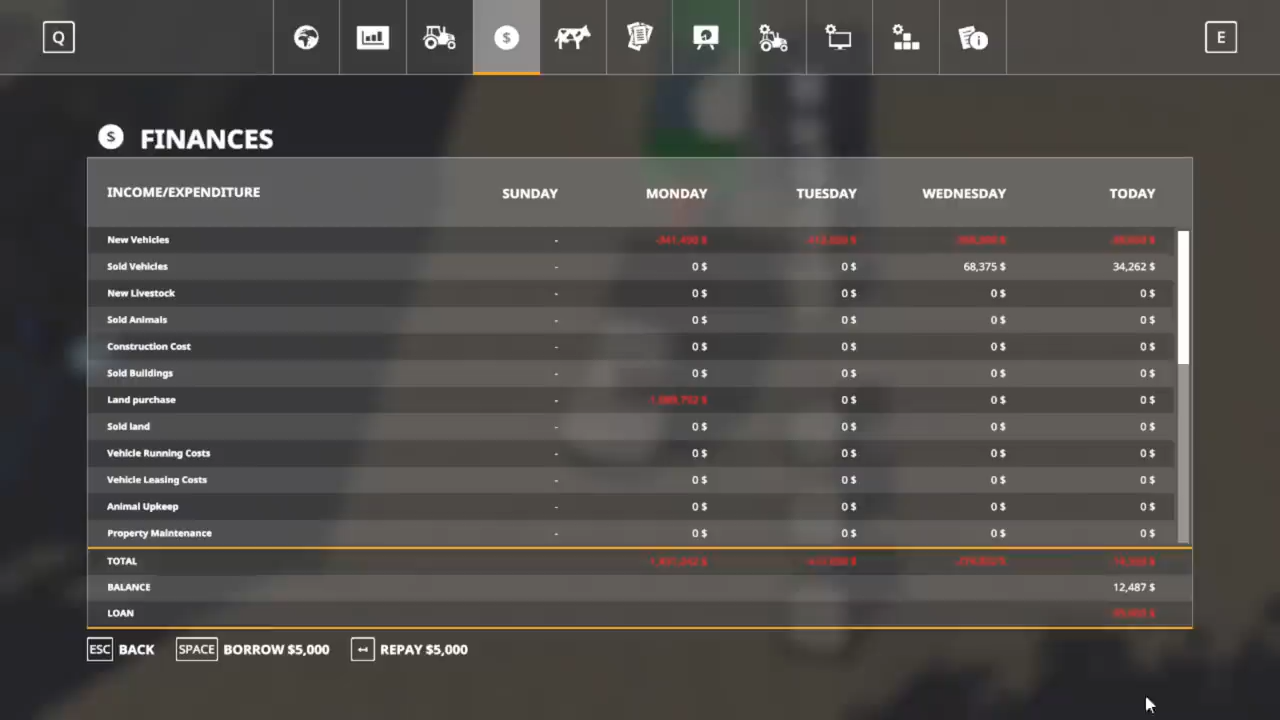 Q
E
FINANCES
INCOME/EXPENDITURE SUNDAY MONDAY TUESDAY WEDNESDAY TODAY
New Vehicles -
Sold Vehicles - 0 $ 0 $ 68,375 $ 34,262 $
New Livestock - 0 $ 0 $ 0 $ 0 $
Sold Animals - 0 $ 0 $ 0 $ 0 $
Construction Cost - 0 $ 0 $ 0 $ 0 $
Sold Buildings - 0 $ 0 $ 0 $ 0 $
Land purchase - 0 $ 0 $ 0 $
Sold land - 0 $ 0 $ 0 $ 0 $
Vehicle Running Costs - 0 $ 0 $ 0 $ 0 $
Vehicle Leasing Costs - 0 $ 0 $ 0 $ 0 $
Animal Upkeep - 0 $ 0 $ 0 $ 0 $
Property Maintenance - 0 $ 0 $ 0 $ 0 $
TOTAL
BALANCE 12,487 $
LOAN
ESC BACK SPACE BORROW $5,000 REPAY $5,000